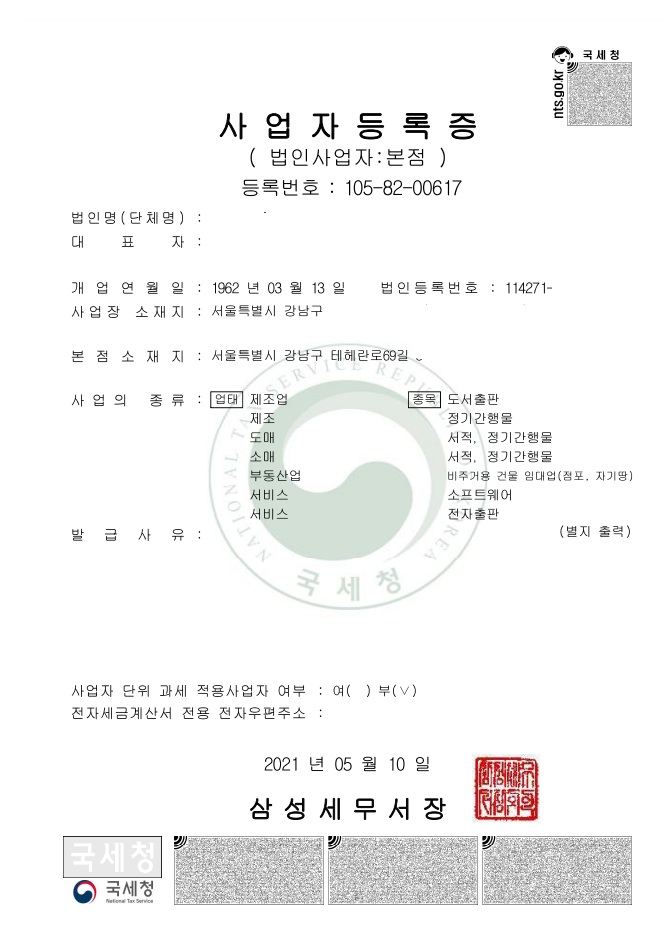 국세청
nts.go.kr
사업자등록증
( 법인사업자:본점 )
등록번호 : 105-82-00617
법인명(단체명) :
대 표 자 :
개 업 연 월 일 : 1962 년 03 월 13 일 법인등록번호 : 114271-
사업장 소재지 : 서울특별시 강남구
본 점 소 재 지 : 서울특별시 강남구 테헤란로69길
사 업 의 종 류 : 업태 제조업 종목 도서출판
제조 정기간행물
도매 서적, 정기간행물
소매 서적, 정기간행물
부동산업 비주거용 건물 임대업(점포, 자기땅)
서비스 소프트웨어
서비스 전자출판
발 급 사 유 : (별지 출력)
NATIONAL TAX SERVICE REPUBLIC OF KOREA
국세청
사업자 단위 과세 적용사업자 여부 : 여( ) 부(∨)
전자세금계산서 전용 전자우편주소 :
2021 년 05 월 10 일
삼성세무서장
국세청
국세청
National Tax Service